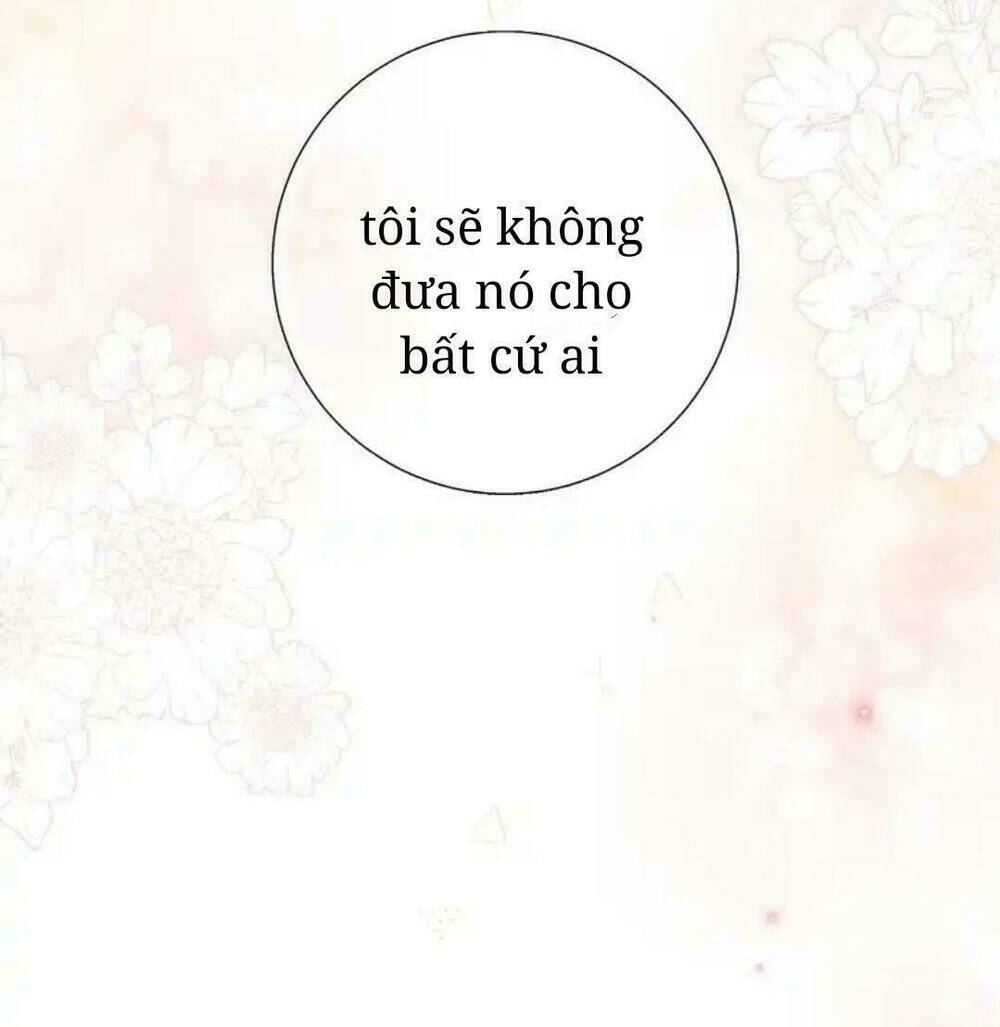 tôi sẽ không
đưa nó cho
bất cứ ai